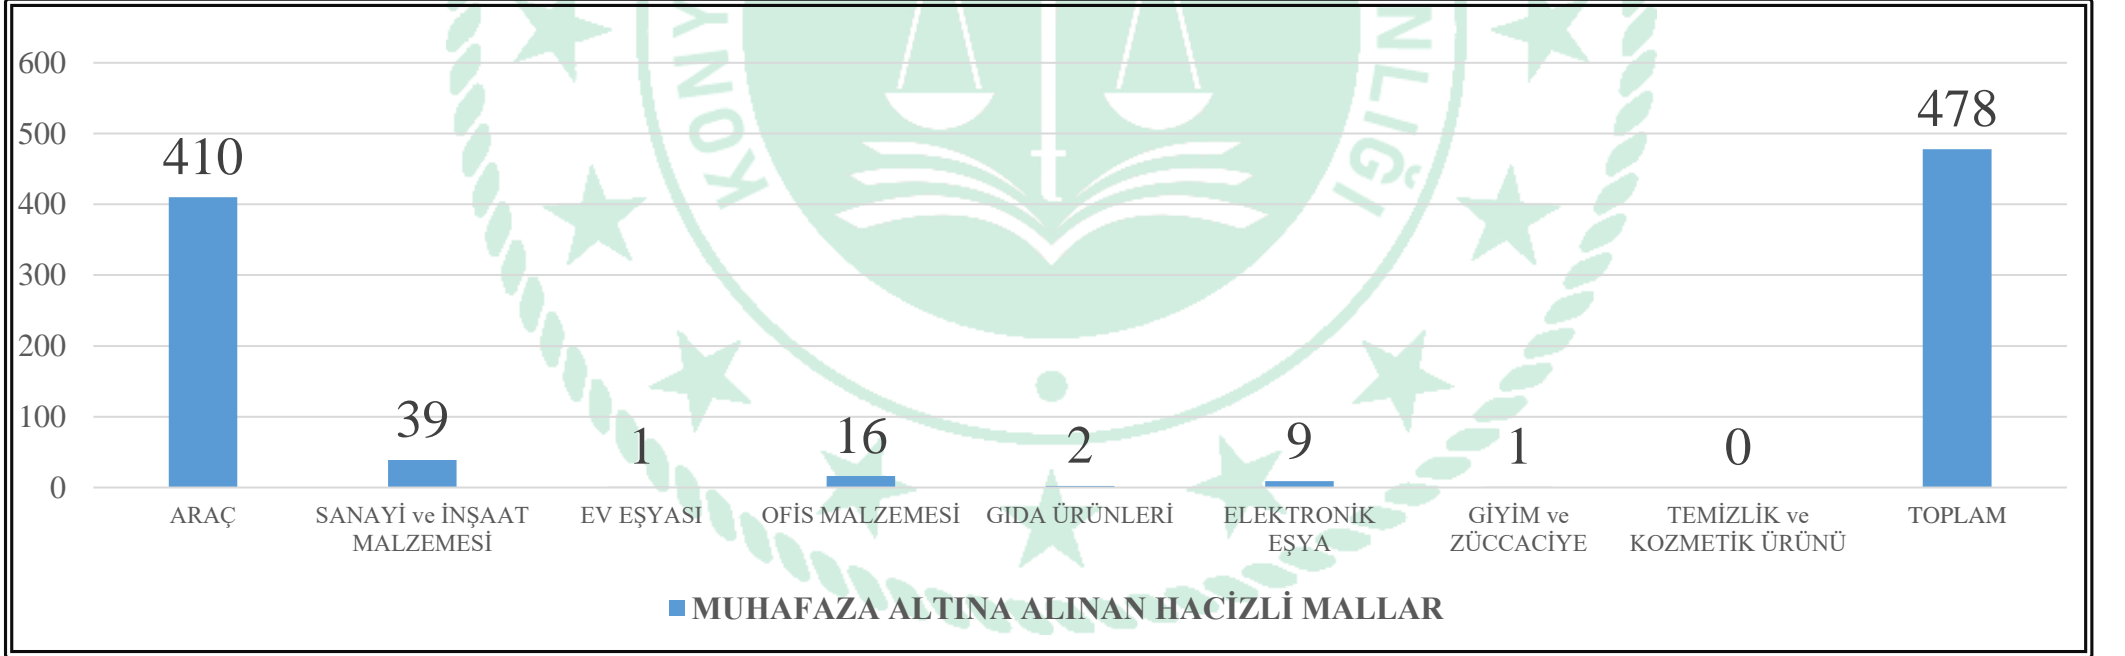 600
500
400
300
200
100
0
410
39
1
16
2
9
1
0
478
ARAÇ
SANAYİ ve İNŞAAT
MALZEMESİ
EV EŞYASI
OFİS MALZEMESİ
GIDA ÜRÜNLERİ
ELEKTRONİK
EŞYA
GİYİM ve
ZÜCCACİYE
TEMİZLİK ve
KOZMETİK ÜRÜNÜ
TOPLAM
MUHAFAZA ALTINA ALINAN HACİZLİ MALLAR
KONY
NLIĞI